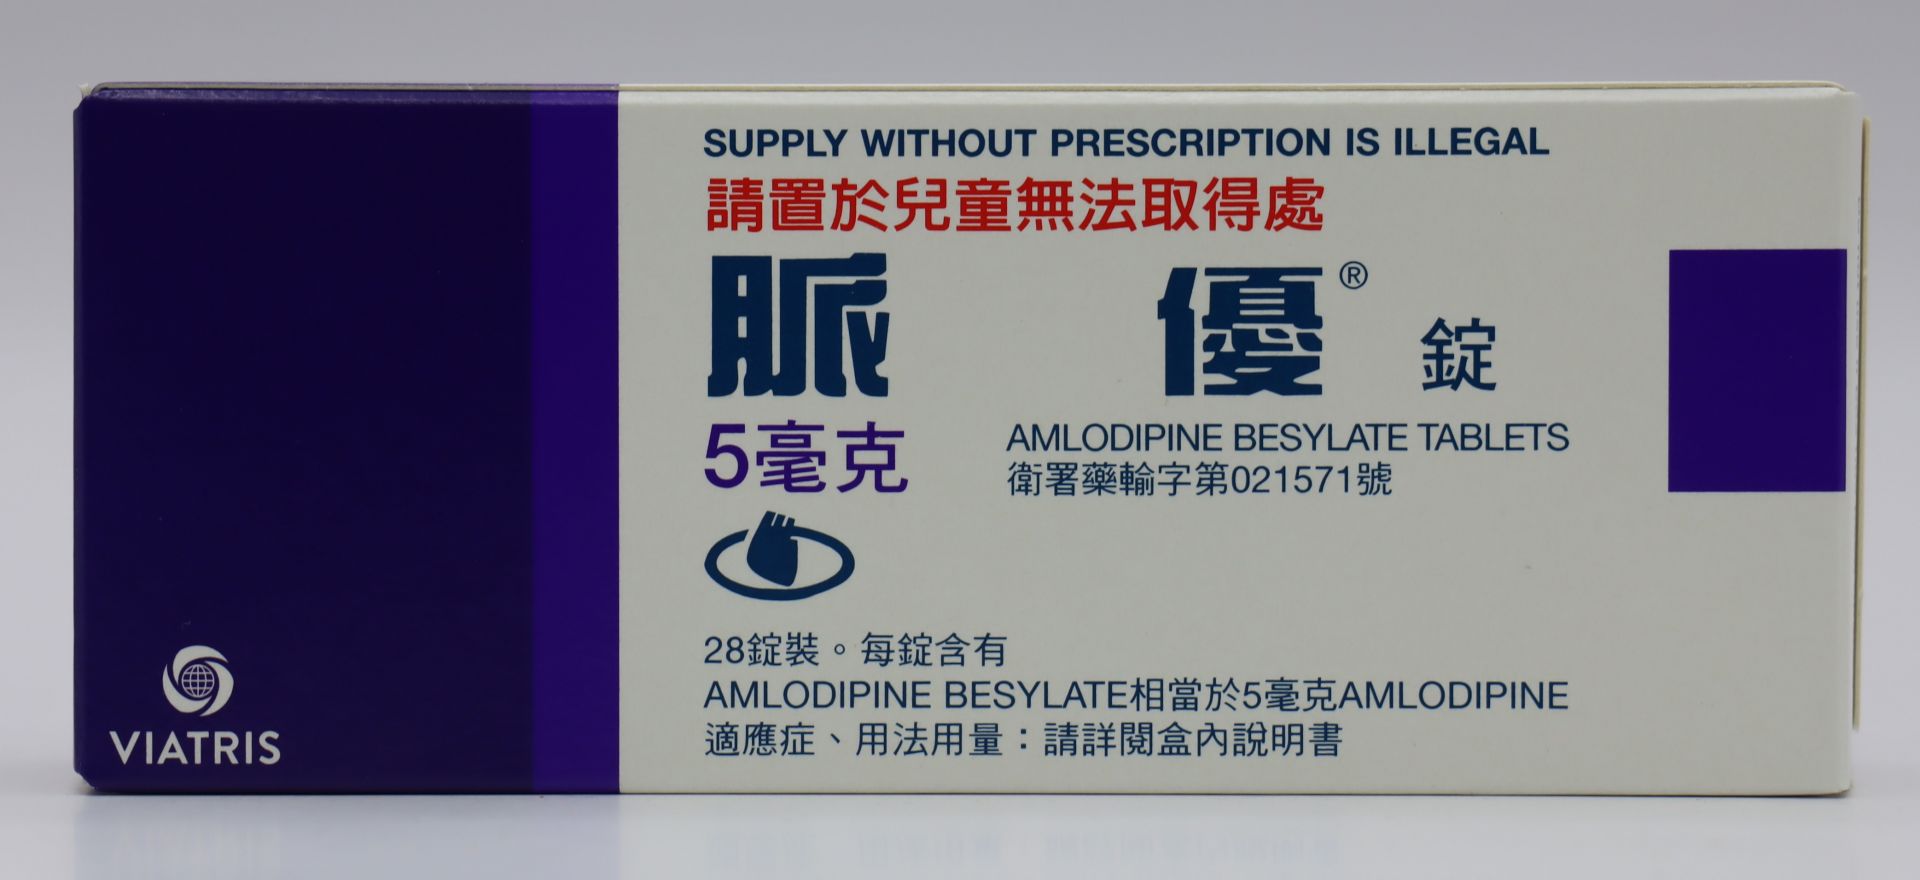 SUPPLY WITHOUT PRESCRIPTION IS ILLEGAL
請置於兒童無法取得處
脈 優® 錠
5毫克
AMLODIPINE BESYLATE TABLETS
衛署藥輸字第021571號
28錠裝。每錠含有
AMLODIPINE BESYLATE相當於5毫克AMLODIPINE
適應症、用法用量：請詳閱盒內說明書
VIATRIS